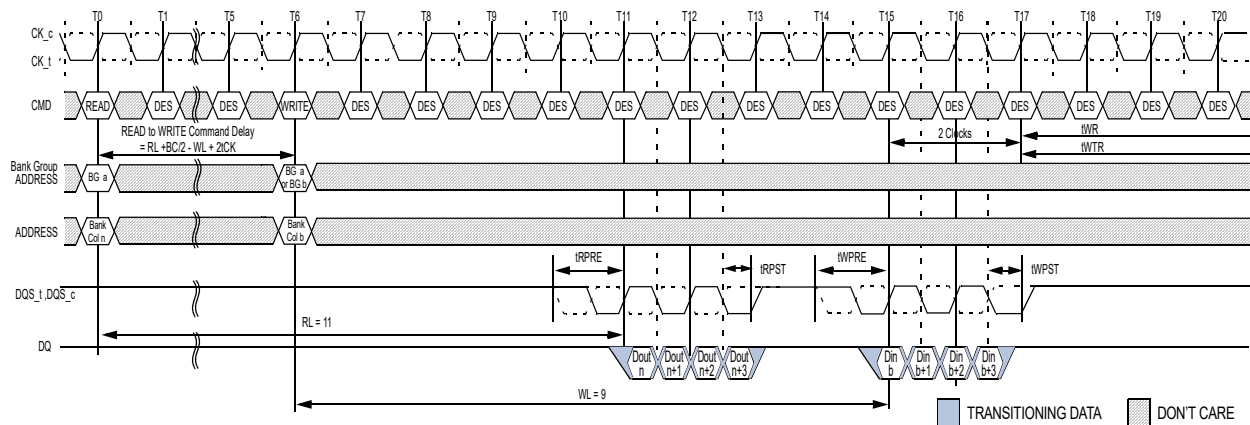 T0 T1 T5 T6 T7 T8 T9 T10 T11 T12 T13 T14 T15 T16 T17 T18 T19 T20
CK_c
CK_t
CMD READ DES DES WRITE DES DES DES DES DES DES DES DES DES DES DES DES DES DES
READ to WRITE Command Delay
= RL +BC/2 - WL + 2tCK
2 Clocks
tWR
tWTR
Bank Group
ADDRESS
BG a
BG a
or BG b
ADDRESS
Bank
Col n
Bank
Col b
tRPRE
tRPST
tWPRE
tWPST
DQS_t ,DQS_c
RL = 11
DQ
Dout
n
Dout
n+1
Dout
n+2
Dout
n+3
Din
b
Din
b+1
Din
b+2
Din
b+3
WL = 9
TRANSITIONING DATA
DON'T CARE